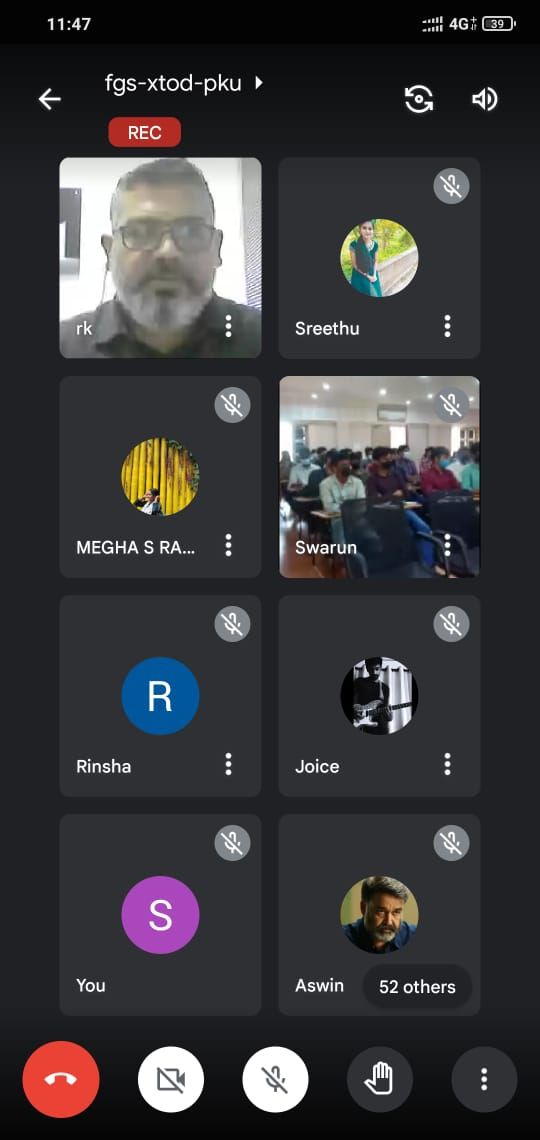 11:47
4G+ 39
fgs-xtod-pku
REC
rk
Sreethu
MEGHA S RA...
Swarun
R
Rinsha
Joice
S
You
Aswin
52 others